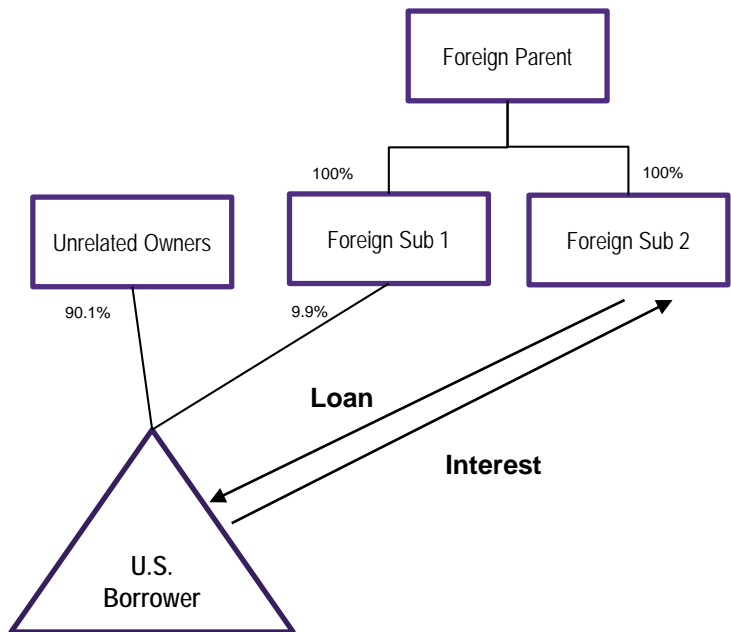 Foreign Parent
100%
100%
Unrelated Owners
Foreign Sub 1
Foreign Sub 2
90.1%
9.9%
Loan
Interest
U.S.
Borrower